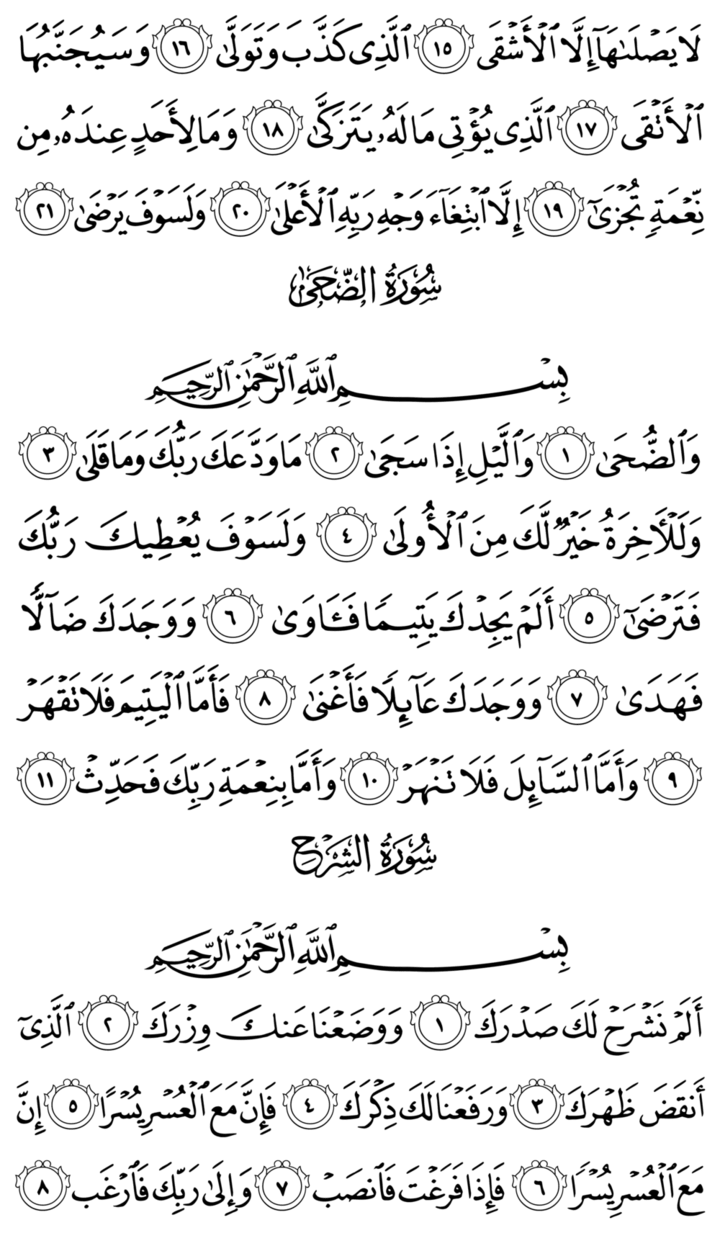 لَا يَصْلَىٰهَآ إِلَّا ٱلْأَشْقَى ١٥ ٱلَّذِى كَذَّبَ وَتَوَلَّىٰ ١٦ وَسَيُجَنَّبُهَا
ٱلْأَتْقَى ١٧ ٱلَّذِى يُؤْتِى مَالَهُۥ يَتَزَكَّىٰ ١٨ وَمَا لِأَحَدٍ عِندَهُۥ مِن
نِّعْمَةٍ تُجْزَىٰٓ ١٩ إِلَّا ٱبْتِغَآءَ وَجْهِ رَبِّهِ ٱلْأَعْلَىٰ ٢٠ وَلَسَوْفَ يَرْضَىٰ ٢١
سُورَةُ الضُّحَىٰ
بِسْمِ ٱللَّهِ ٱلرَّحْمَٰنِ ٱلرَّحِيمِ
وَٱلضُّحَىٰ ١ وَٱلَّيْلِ إِذَا سَجَىٰ ٢ مَا وَدَّعَكَ رَبُّكَ وَمَا قَلَىٰ ٣
وَلَلْأَخِرَةُ خَيْرٌ لَّكَ مِنَ ٱلْأُولَىٰ ٤ وَلَسَوْفَ يُعْطِيكَ رَبُّكَ
فَتَرْضَىٰٓ ٥ أَلَمْ يَجِدْكَ يَتِيمًا فَـَٔاوَىٰ ٦ وَوَجَدَكَ ضَآلًّا
فَهَدَىٰ ٧ وَوَجَدَكَ عَآئِلًا فَأَغْنَىٰ ٨ فَأَمَّا ٱلْيَتِيمَ فَلَا تَقْهَرْ
٩ وَأَمَّا ٱلسَّآئِلَ فَلَا تَنْهَرْ ١٠ وَأَمَّا بِنِعْمَةِ رَبِّكَ فَحَدِّثْ ١١
سُورَةُ الشَّرْحِ
بِسْمِ ٱللَّهِ ٱلرَّحْمَٰنِ ٱلرَّحِيمِ
أَلَمْ نَشْرَحْ لَكَ صَدْرَكَ ١ وَوَضَعْنَا عَنكَ وِزْرَكَ ٢ ٱلَّذِىٓ
أَنقَضَ ظَهْرَكَ ٣ وَرَفَعْنَا لَكَ ذِكْرَكَ ٤ فَإِنَّ مَعَ ٱلْعُسْرِ يُسْرًا ٥ إِنَّ
مَعَ ٱلْعُسْرِ يُسْرًا ٦ فَإِذَا فَرَغْتَ فَٱنصَبْ ٧ وَإِلَىٰ رَبِّكَ فَٱرْغَب ٨